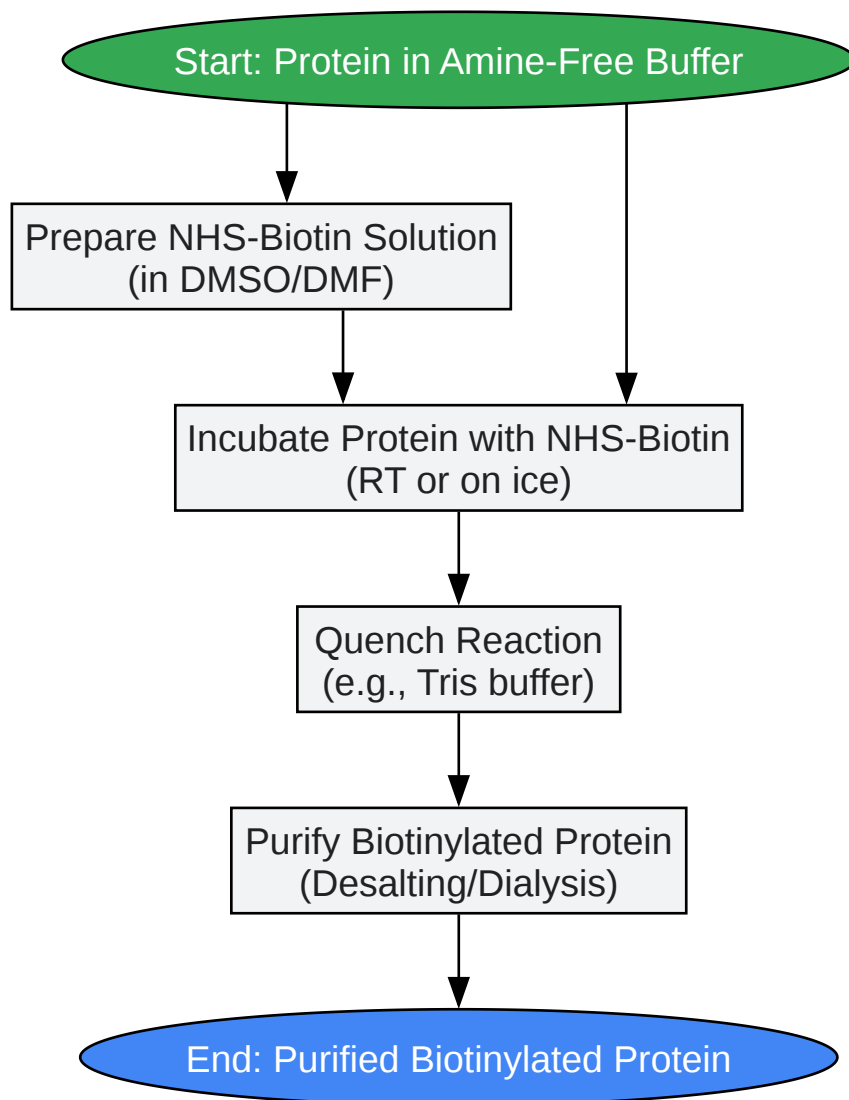 Start: Protein in Amine-Free Buffer
Prepare NHS-Biotin Solution
(in DMSO/DMF)
Incubate Protein with NHS-Biotin
(RT or on ice)
Quench Reaction
(e.g., Tris buffer)
Purify Biotinylated Protein
(Desalting/Dialysis)
End: Purified Biotinylated Protein